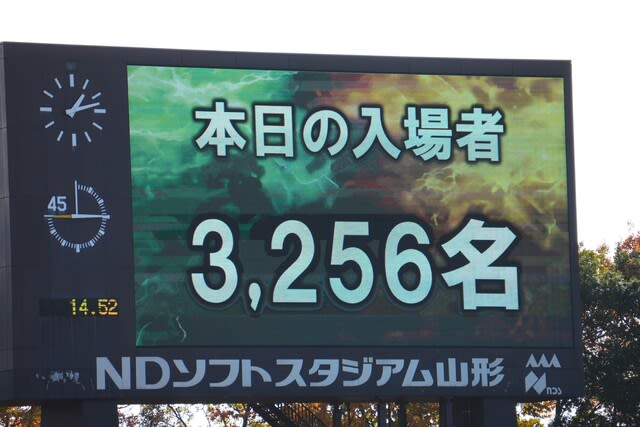 本日の入場者
45
3,256名
14.52
NDソフトスタジアム山形
NDS